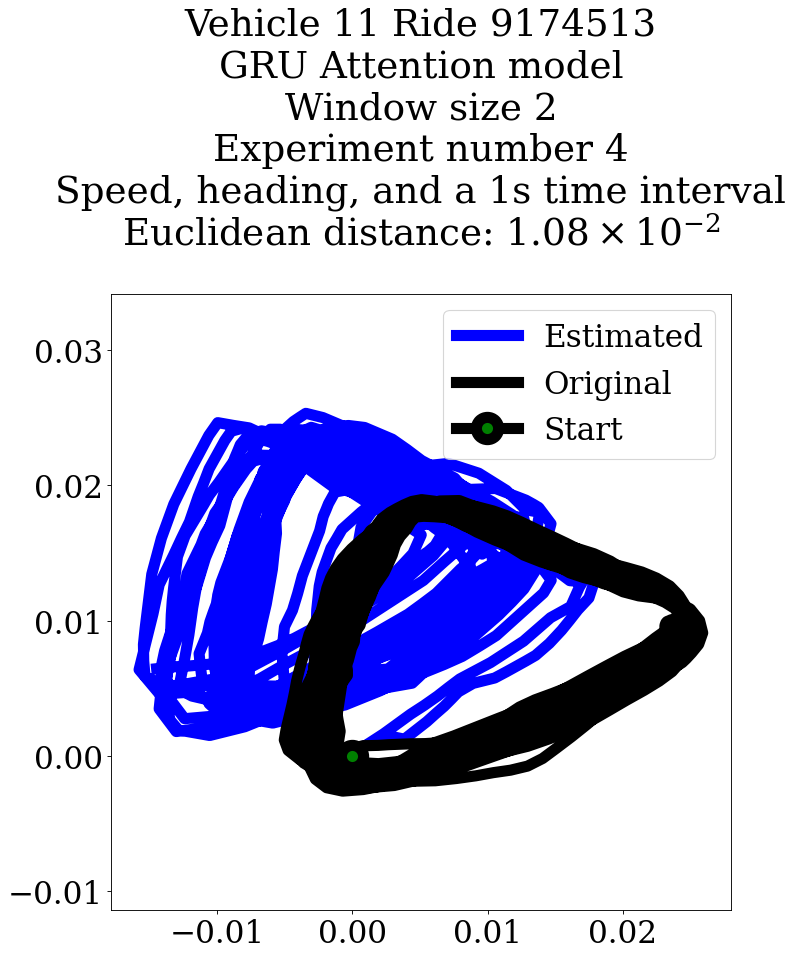 Vehicle 11 Ride 9174513
GRU Attention model
Window size 2
Experiment number 4
Speed, heading, and a 1s time interval
Euclidean distance: 1.08 × 10⁻²
Estimated
Original
Start
0.03
0.02
0.01
0.00
−0.01
−0.01 0.00 0.01 0.02